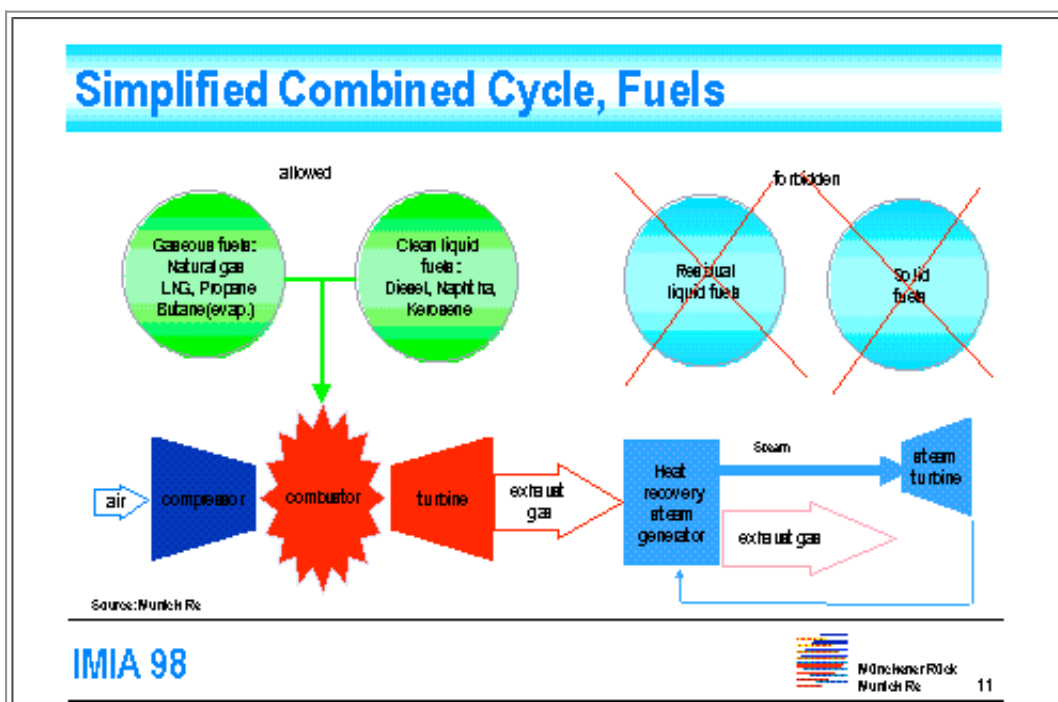 Simplified Combined Cycle, Fuels
allowed
forbidden
Gaseous fuels:
Natural gas
LNG, Propane
Butane(evap.)
Clean liquid
fuels:
Diesel, Naphtha,
Kerosene
Residual
liquid fuels
Solid
fuels
air
compressor
combustor
turbine
exhaust
gas
Heat
recovery
steam
generator
Steam
steam
turbine
exhaust gas
Source: Munich Re
IMIA 98
Münchener Rück
Munich Re
11